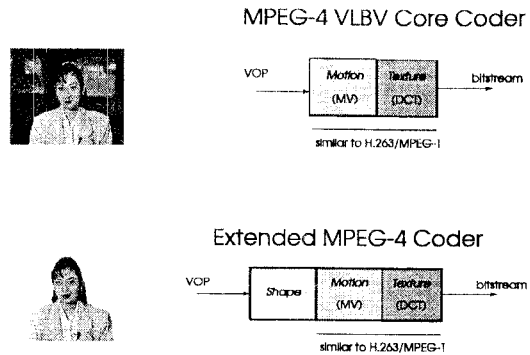 MPEG-4 VLBV Core Coder
VOP
Motion
(MV)
Texture
(DCT)
bitstream
similar to H.263/MPEG-1
Extended MPEG-4 Coder
VOP
Shape
Motion
(MV)
Texture
(DCT)
bitstream
similar to H.263/MPEG-1